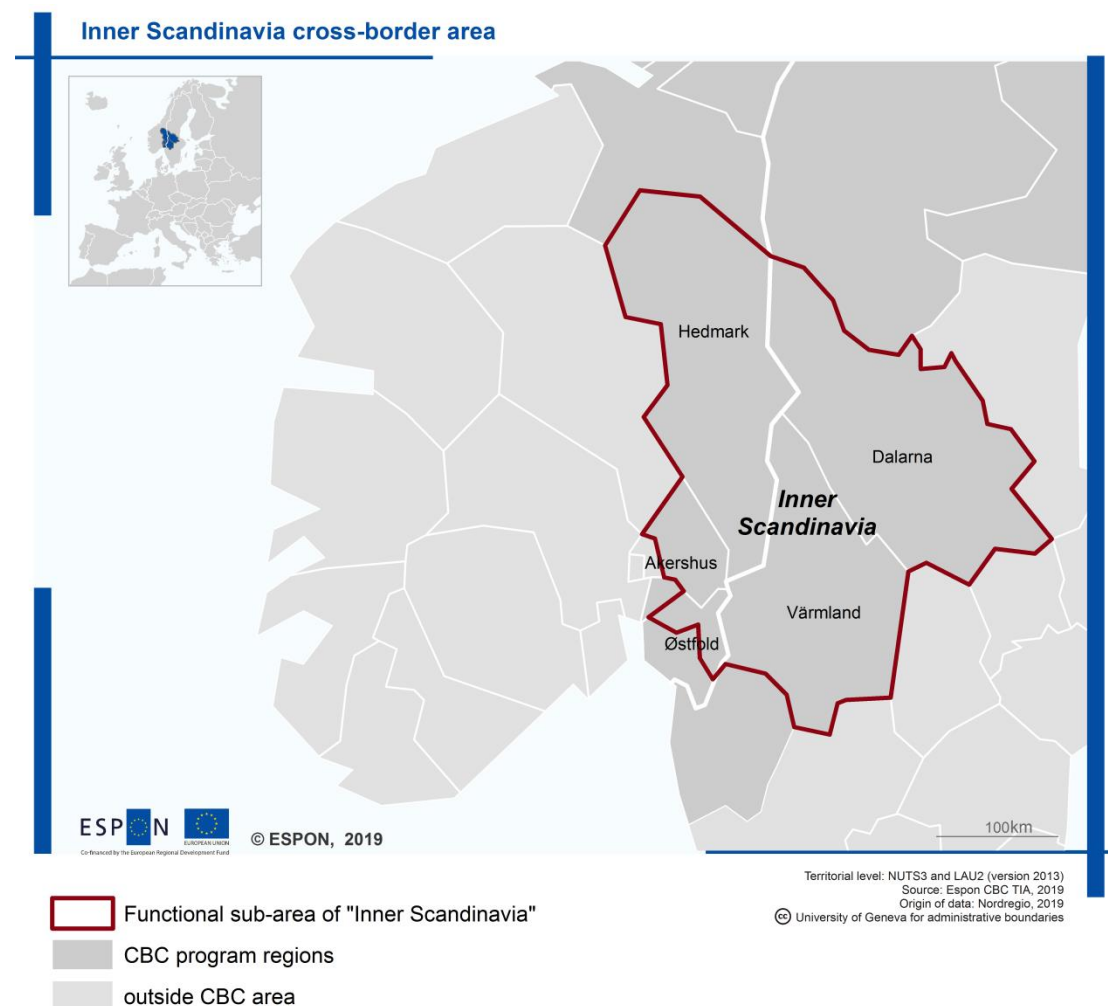 Inner Scandinavia cross-border area
Hedmark
Dalarna
Inner
Scandinavia
Akershus
Värmland
Østfold
100km
ESPON
EUROPEAN UNION
Co-financed by the European Regional Development Fund
© ESPON, 2019
Territorial level: NUTS3 and LAU2 (version 2013)
Source: Espon CBC TIA, 2019
Origin of data: Nordregio, 2019
cc University of Geneva for administrative boundaries
Functional sub-area of "Inner Scandinavia"
CBC program regions
outside CBC area